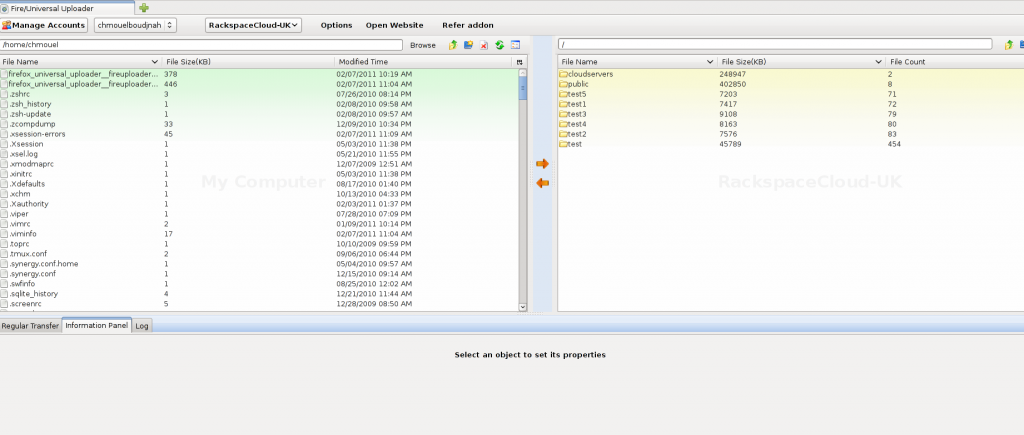 Fire/Universal Uploader
Manage Accounts chmouelboudjnah RackspaceCloud-UK Options Open Website Refer addon
/home/chmouel Browse /
File Name File Size(KB) Modified Time File Name File Size(KB) File Count
firefox_universal_uploader__fireuploader... 378 02/07/2011 10:19 AM cloudservers 248947 2
firefox_universal_uploader__fireuploader... 446 02/07/2011 11:04 AM public 402850 8
.zshrc 3 07/26/2010 08:14 PM test5 7203 71
.zsh_history 1 02/08/2010 09:58 AM test1 7417 72
.zsh-update 1 02/08/2010 09:57 AM test3 9108 79
.zcompdump 33 12/09/2010 10:34 PM test4 8163 80
.xsession-errors 45 02/07/2011 11:09 AM test2 7576 83
.Xsession 1 05/03/2010 11:38 PM test 45789 454
.xsel.log 1 05/21/2010 11:55 PM
.xmodmaprc 1 12/07/2009 12:51 AM
.xinitrc 1 05/03/2010 11:38 PM
My Computer RackspaceCloud-UK
.Xdefaults 1 08/17/2010 01:40 PM
.xchm 1 10/13/2010 04:33 PM
.Xauthority 1 02/03/2011 01:37 PM
.viper 1 07/28/2010 07:09 PM
.vimrc 2 01/09/2011 10:14 PM
.viminfo 17 02/07/2011 11:04 AM
.toprc 1 10/10/2009 09:59 PM
.tmux.conf 2 09/06/2010 06:44 PM
.synergy.conf.home 1 05/04/2010 09:57 AM
.synergy.conf 1 12/15/2010 09:14 AM
.swfinfo 1 08/25/2010 12:02 AM
.sqlite_history 4 12/21/2010 11:44 AM
.screenrc 5 12/28/2009 08:50 AM
Regular Transfer Information Panel Log
Select an object to set its properties